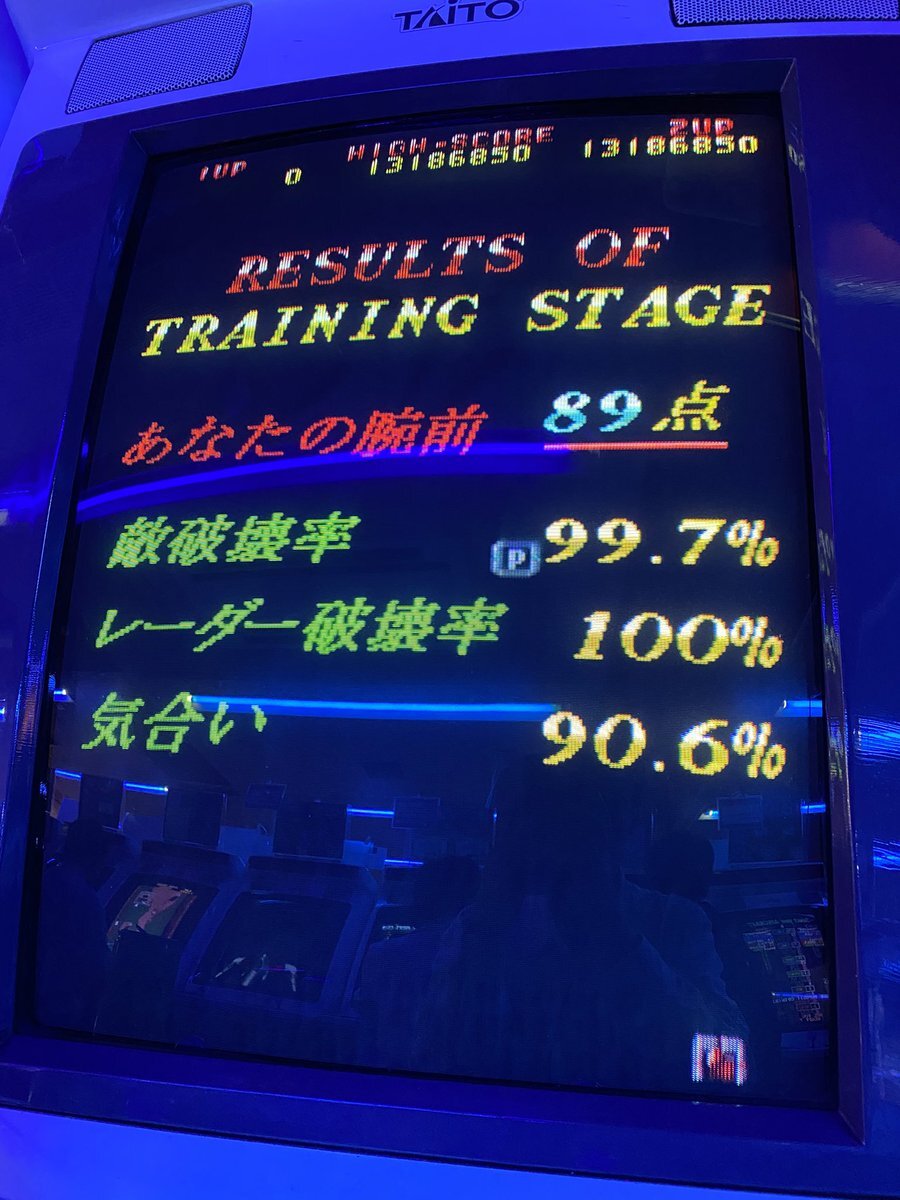 TAITO
1UP HIGH-SCORE 2UP
0 13186850 13186850
RESULTS OF
TRAINING STAGE
あなたの腕前 89点
敵破壊率 P 99.7%
レーダー破壊率 100%
気合い 90.6%